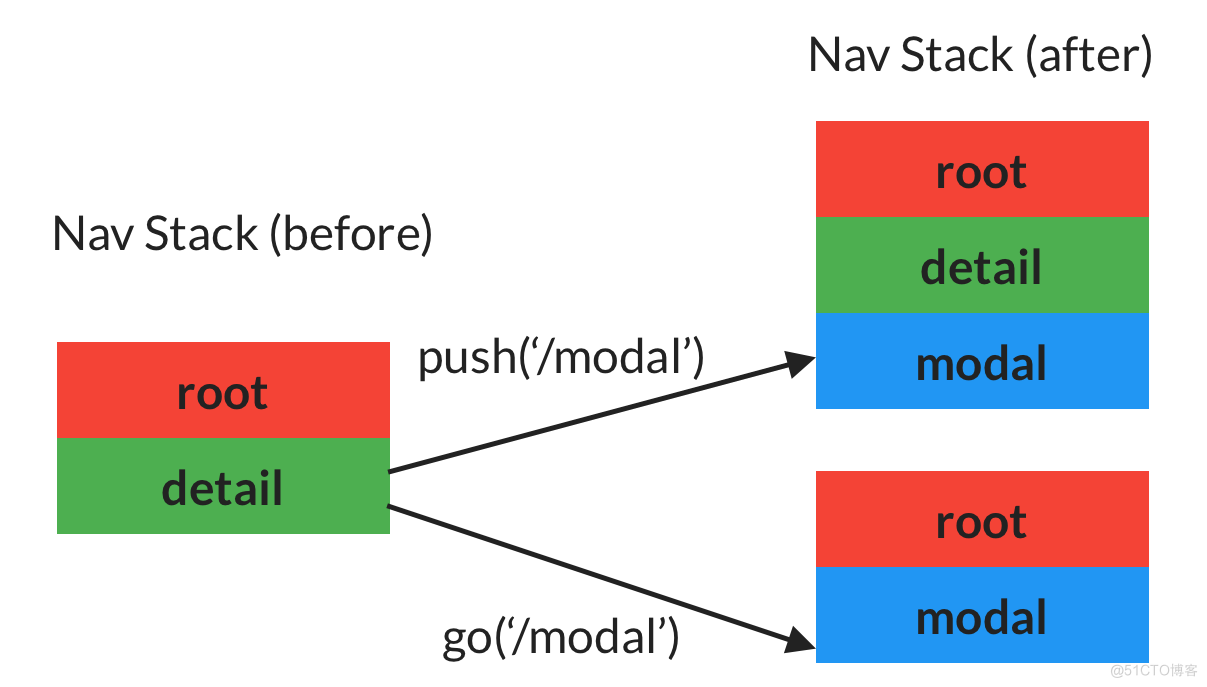 Nav Stack (before)
root
detail
push(‘/modal’)
go(‘/modal’)
Nav Stack (after)
root
detail
modal
root
modal
@51CTO博客